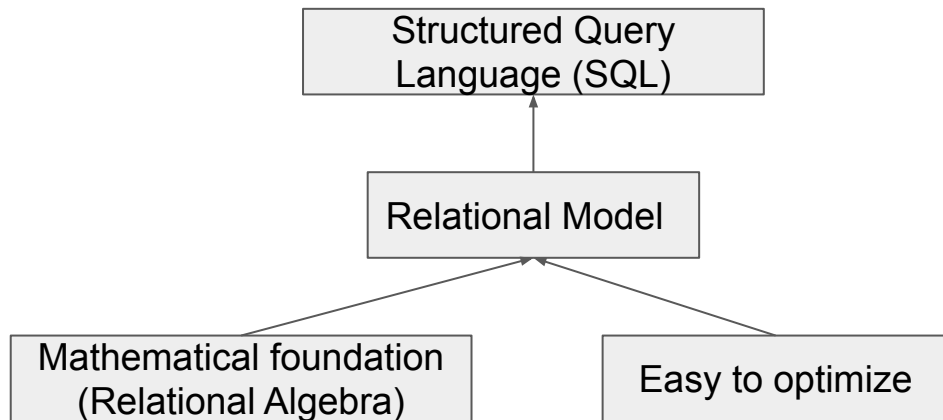 Structured Query
Language (SQL)
Relational Model
Mathematical foundation
(Relational Algebra)
Easy to optimize